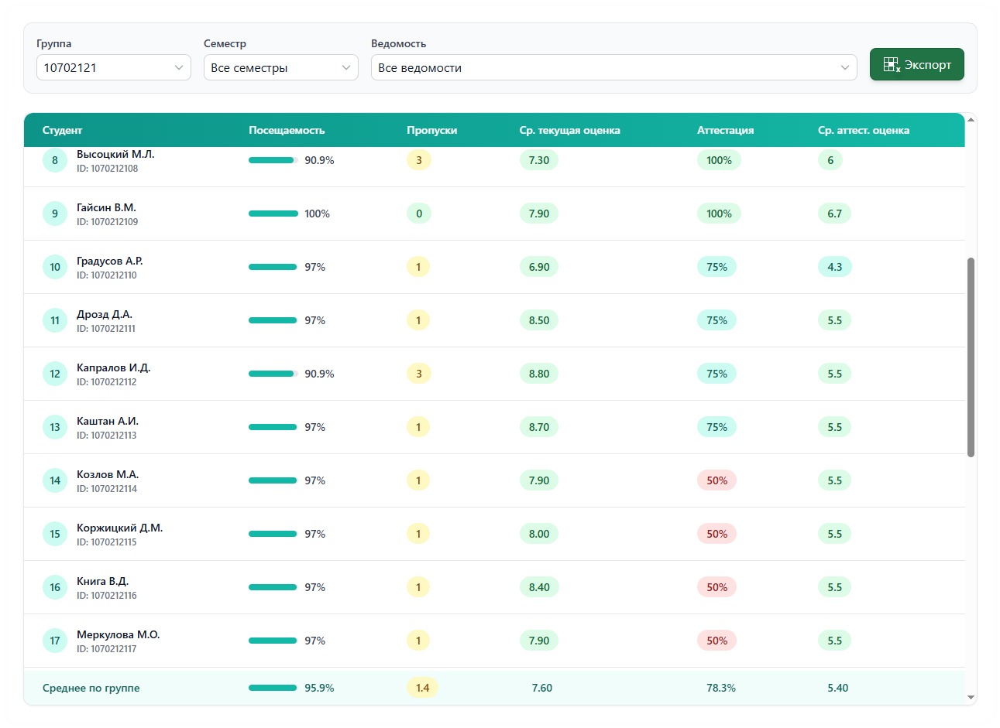 Группа
Семестр
Ведомость
10702121
Все семестры
Все ведомости
Экспорт
Студент Посещаемость Пропуски Ср. текущая оценка Аттестация Ср. аттест. оценка
8 Высоцкий М.Л. 90.9% 3 7.30 100% 6
ID: 1070212108
9 Гайсин В.М. 100% 0 7.90 100% 6.7
ID: 1070212109
10 Градусов А.Р. 97% 1 6.90 75% 4.3
ID: 1070212110
11 Дрозд Д.А. 97% 1 8.50 75% 5.5
ID: 1070212111
12 Капралов И.Д. 90.9% 3 8.80 75% 5.5
ID: 1070212112
13 Каштан А.И. 97% 1 8.70 75% 5.5
ID: 1070212113
14 Козлов М.А. 97% 1 7.90 50% 5.5
ID: 1070212114
15 Коржицкий Д.М. 97% 1 8.00 50% 5.5
ID: 1070212115
16 Книга В.Д. 97% 1 8.40 50% 5.5
ID: 1070212116
17 Меркулова М.О. 97% 1 7.90 50% 5.5
ID: 1070212117
Среднее по группе 95.9% 1.4 7.60 78.3% 5.40